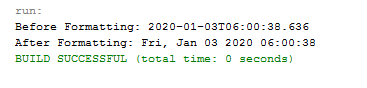 run:
Before Formatting: 2020-01-03T06:00:38.636
After Formatting: Fri, Jan 03 2020 06:00:38
BUILD SUCCESSFUL (total time: 0 seconds)